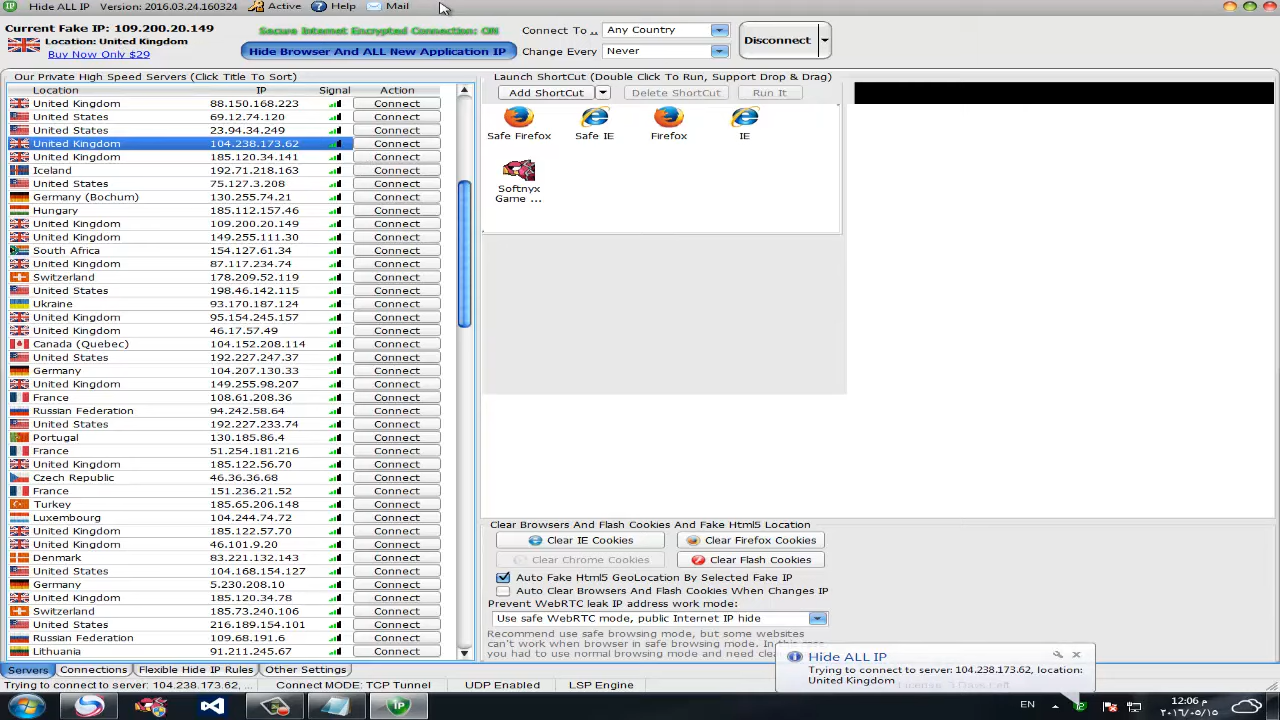 Hide ALL IP Version: 2016.03.24.160324 Active Help Mail
Current Fake IP: 109.200.20.149
Location: United Kingdom
Buy Now Only $29
Secure Internet Encrypted Connection: ON
Hide Browser And ALL New Application IP
Connect To .. Any Country
Change Every Never
Disconnect
Our Private High Speed Servers (Click Title To Sort)
Location IP Signal Action
United Kingdom 88.150.168.223 Connect
United States 69.12.74.120 Connect
United States 23.94.34.249 Connect
United Kingdom 104.238.173.62 Connect
United Kingdom 185.120.34.141 Connect
Iceland 192.71.218.163 Connect
United States 75.127.3.208 Connect
Germany (Bochum) 130.255.74.21 Connect
Hungary 185.112.157.46 Connect
United Kingdom 109.200.20.149 Connect
United Kingdom 149.255.111.30 Connect
South Africa 154.127.61.34 Connect
United Kingdom 87.117.234.74 Connect
Switzerland 178.209.52.119 Connect
United States 198.46.142.115 Connect
Ukraine 93.170.187.124 Connect
United Kingdom 95.154.245.157 Connect
United Kingdom 46.17.57.49 Connect
Canada (Quebec) 104.152.208.114 Connect
United States 192.227.247.37 Connect
Germany 104.207.130.33 Connect
United Kingdom 149.255.98.207 Connect
France 108.61.208.36 Connect
Russian Federation 94.242.58.64 Connect
United States 192.227.233.74 Connect
Portugal 130.185.86.4 Connect
France 51.254.181.216 Connect
United Kingdom 185.122.56.70 Connect
Czech Republic 46.36.36.68 Connect
France 151.236.21.52 Connect
Turkey 185.65.206.148 Connect
Luxembourg 104.244.74.72 Connect
United Kingdom 185.122.57.70 Connect
United Kingdom 46.101.9.20 Connect
Denmark 83.221.132.143 Connect
United States 104.168.154.127 Connect
Germany 5.230.208.10 Connect
United Kingdom 185.120.34.78 Connect
Switzerland 185.73.240.106 Connect
United States 216.189.154.101 Connect
Russian Federation 109.68.191.6 Connect
Lithuania 91.211.245.67 Connect
Launch ShortCut (Double Click To Run, Support Drop & Drag)
Add ShortCut Delete ShortCut Run It
Safe Firefox Safe IE Firefox IE
Softnyx
Game ...
Clear Browsers And Flash Cookies And Fake Html5 Location
Clear IE Cookies Clear Firefox Cookies
Clear Chrome Cookies Clear Flash Cookies
Auto Fake Html5 GeoLocation By Selected Fake IP
Auto Clear Browsers And Flash Cookies When Changes IP
Prevent WebRTC leak IP address work mode:
Use safe WebRTC mode, public Internet IP hide
Recommend use safe browsing mode, but some websites
can't work when browser in safe browsing mode. In this
you had to use normal browsing mode and need
Hide ALL IP
Trying to connect to server: 104.238.173.62, location:
United Kingdom
Servers Connections Flexible Hide IP Rules Other Settings
Trying to connect to server: 104.238.173.62, ... Connect MODE: TCP Tunnel UDP Enabled LSP Engine
EN
12:06 م
٢٠١٦/٠٥/١٥